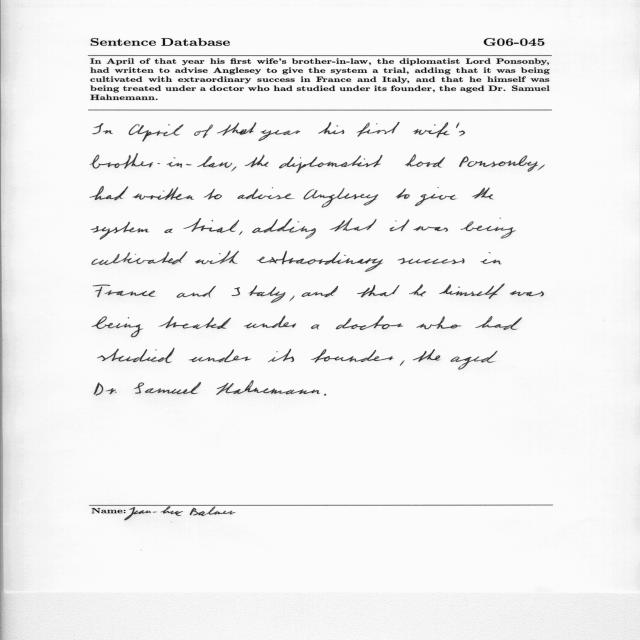 Sentence Database G06-045
In April of that year his first wife's brother-in-law, the diplomatist Lord Ponsonby,
had written to advise Anglesey to give the system a trial, adding that it was being
cultivated with extraordinary success in France and Italy, and that he himself was
being treated under a doctor who had studied under its founder, the aged Dr. Samuel
Hahnemann.
In April of that year his first wife's
brother-in-law, the diplomatist Lord Ponsonby,
had written to advise Anglesey to give the
system a trial, adding that it was being
cultivated with extraordinary success in
France and Italy, and that he himself was
being treated under a doctor who had
studied under its founder, the aged
Dr. Samuel Hahnemann.
Name: Jean-Luc Balmer